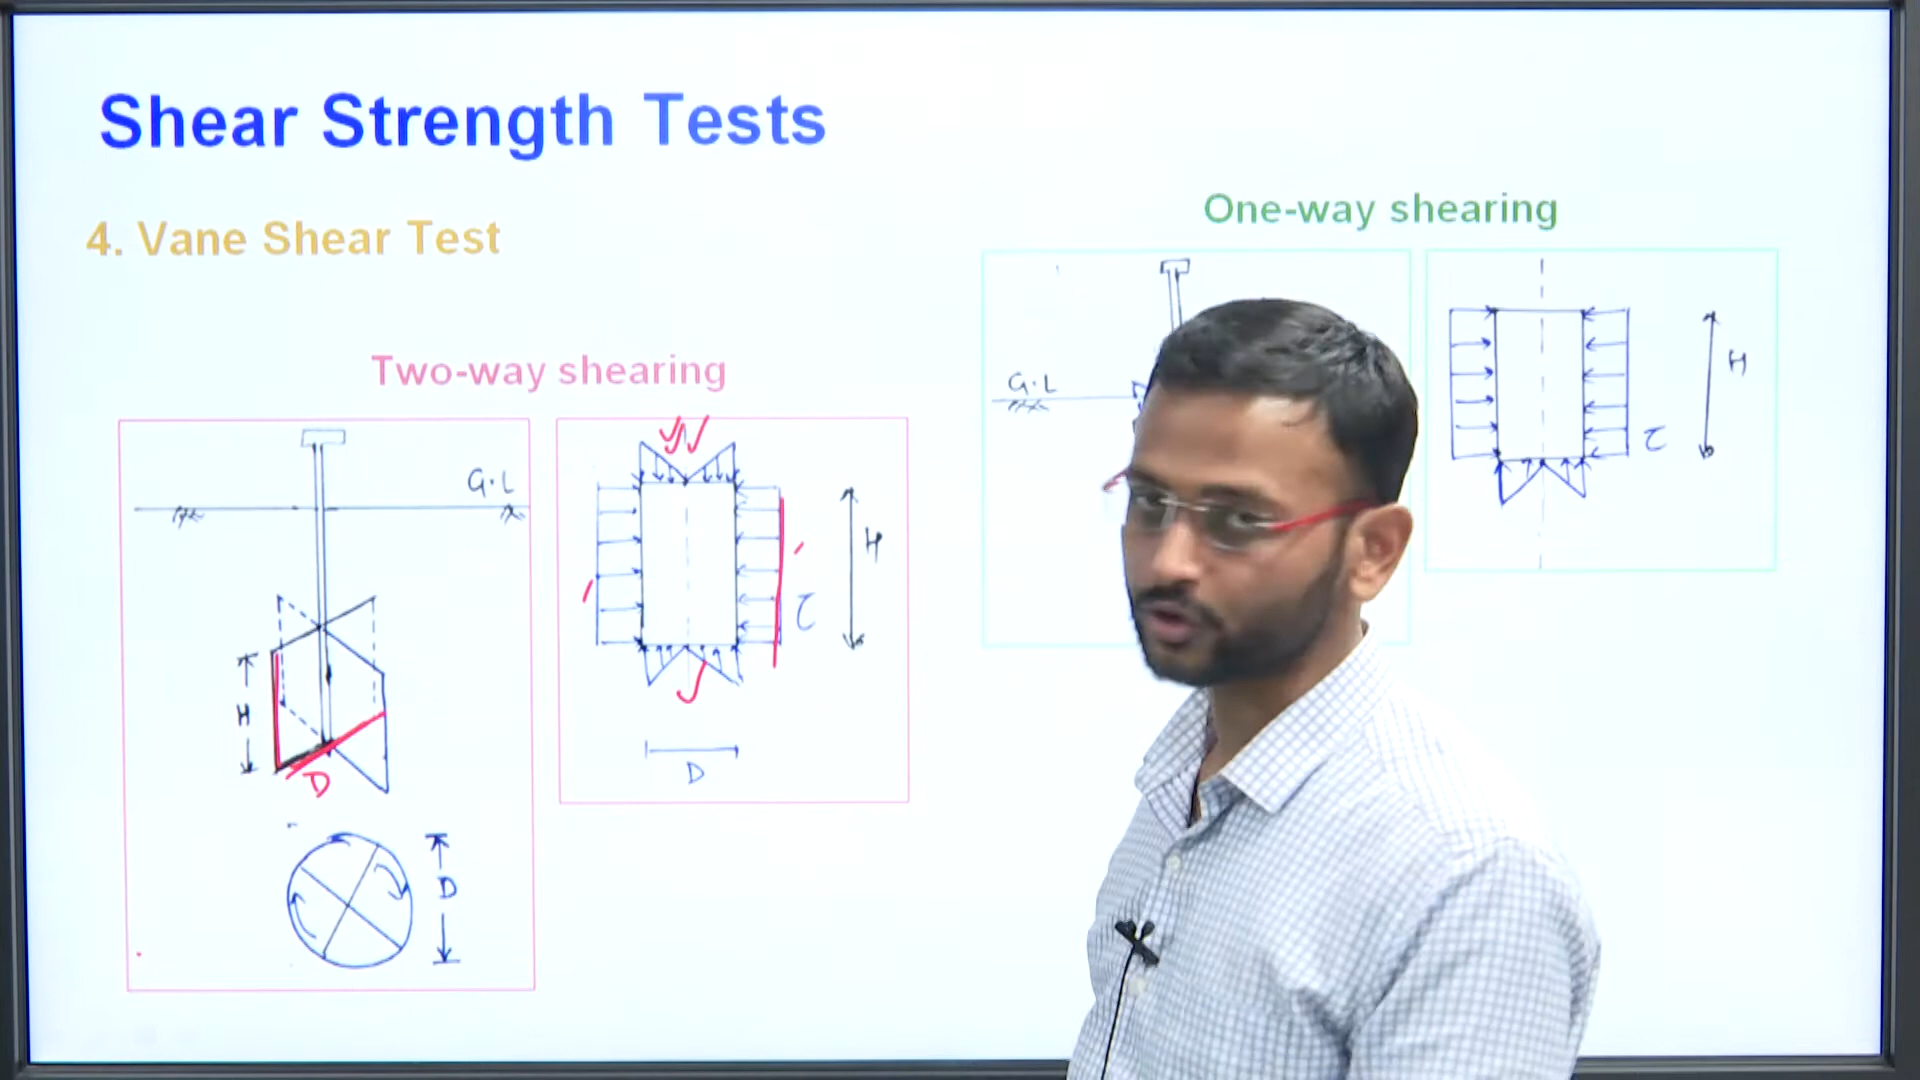 Shear Strength Tests
4. Vane Shear Test
Two-way shearing
G.L
H
D
D
H
τ
D
One-way shearing
G.L
H
τ